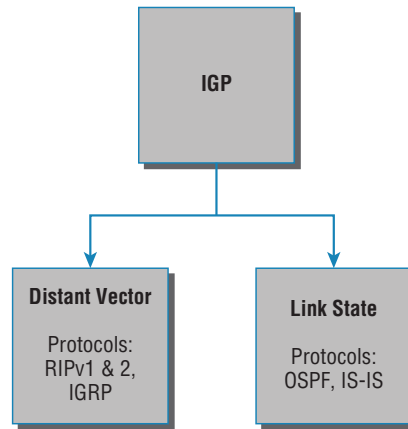 IGP
Distant Vector
Protocols:
RIPv1 & 2,
IGRP
Link State
Protocols:
OSPF, IS-IS